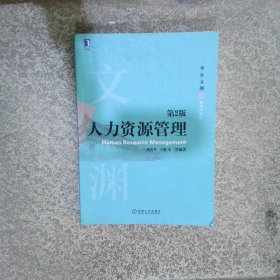 华章文渊
文
第2版
人力资源管理
Human Resource Management
渊
机械工业出版社